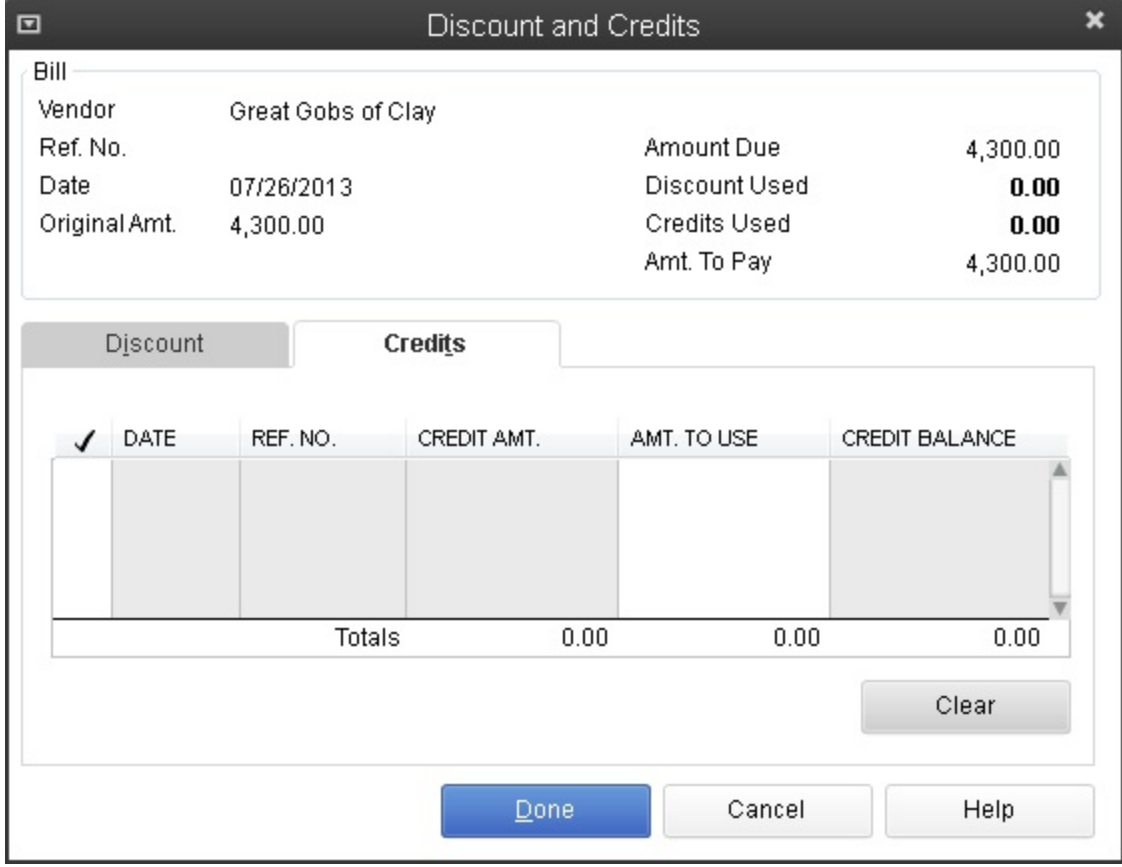 Discount and Credits
Bill
Vendor Great Gobs of Clay
Ref. No. Amount Due 4,300.00
Date 07/26/2013 Discount Used 0.00
Original Amt. 4,300.00 Credits Used 0.00
Amt. To Pay 4,300.00
Discount Credits
✓ DATE REF. NO. CREDIT AMT. AMT. TO USE CREDIT BALANCE
Totals 0.00 0.00 0.00
Clear
Done Cancel Help